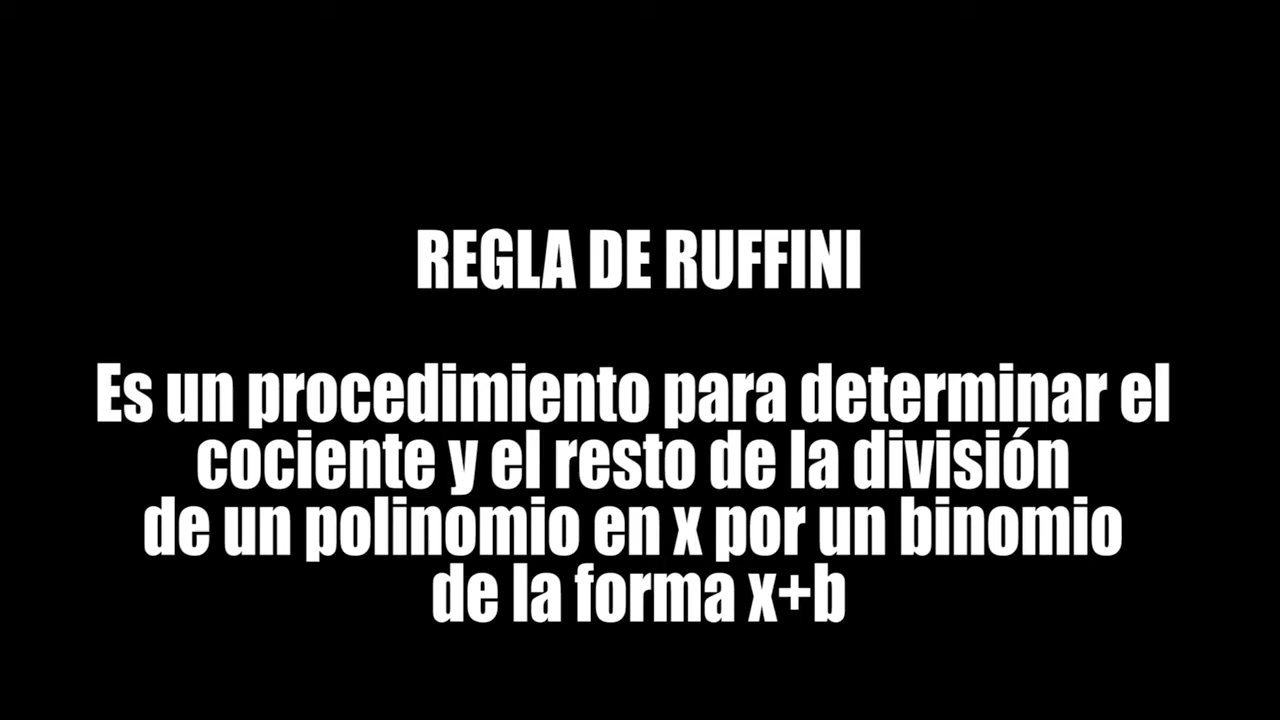 REGLA DE RUFFINI
Es un procedimiento para determinar el
cociente y el resto de la división
de un polinomio en x por un binomio
de la forma x+b